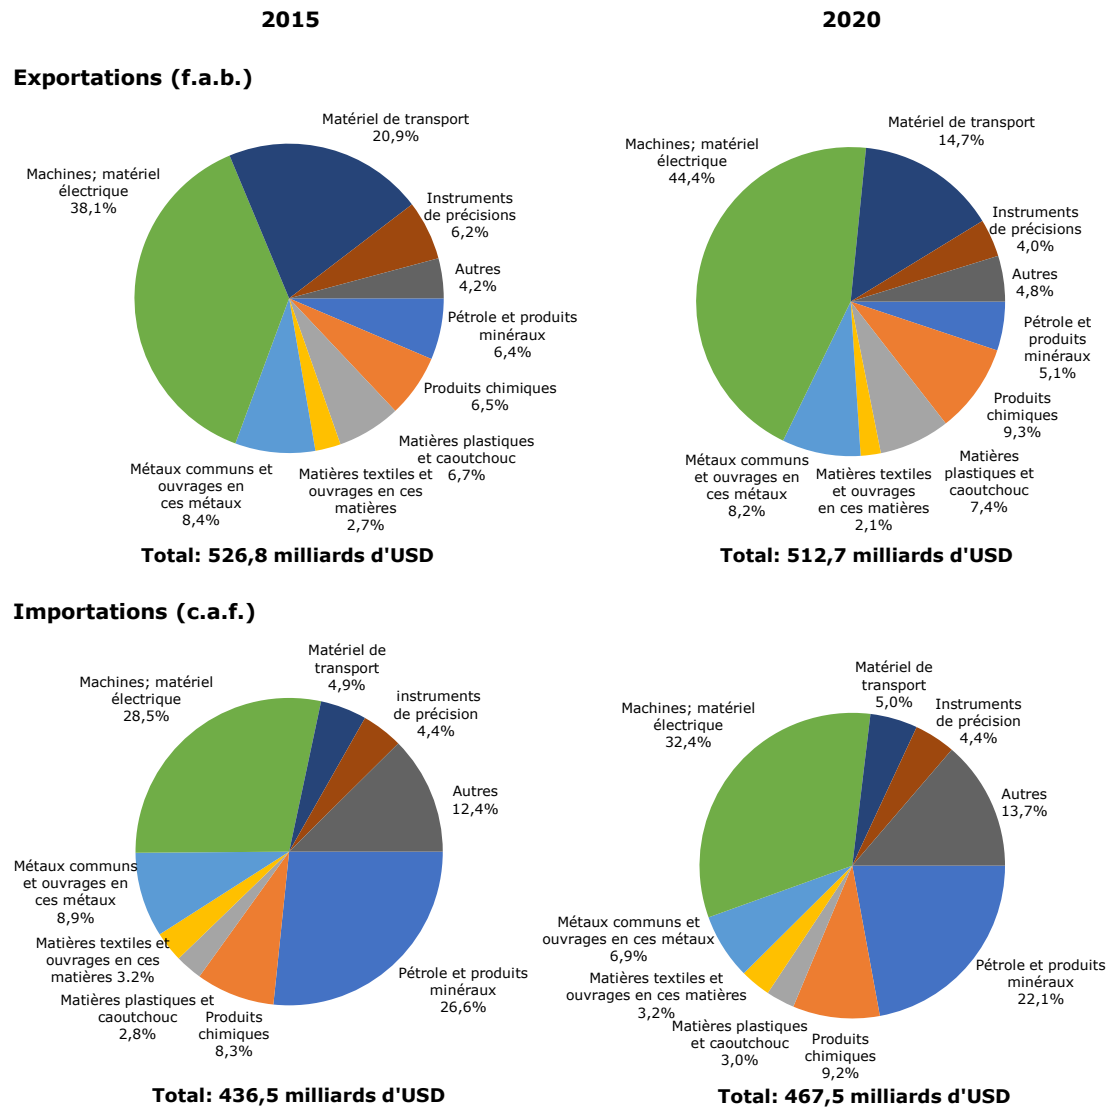 2015
2020
Exportations (f.a.b.)
Matériel de transport
20,9%
Machines; matériel
électrique
38,1%
Instruments
de précisions
6,2%
Autres
4,2%
Pétrole et produits
minéraux
6,4%
Produits chimiques
6,5%
Matières plastiques
et caoutchouc
6,7%
Matières textiles et
ouvrages en ces
matières
2,7%
Métaux communs et
ouvrages en
ces métaux
8,4%
Total: 526,8 milliards d'USD
Matériel de transport
14,7%
Machines; matériel
électrique
44,4%
Instruments
de précisions
4,0%
Autres
4,8%
Pétrole et
produits
minéraux
5,1%
Produits
chimiques
9,3%
Matières
plastiques et
caoutchouc
7,4%
Matières textiles
et ouvrages
en ces matières
2,1%
Métaux communs
et ouvrages en
ces métaux
8,2%
Total: 512,7 milliards d'USD
Importations (c.a.f.)
Matériel de
transport
4,9%
Machines; matériel
électrique
28,5%
instruments
de précision
4,4%
Autres
12,4%
Métaux communs
et ouvrages en
ces métaux
8,9%
Matières textiles et
ouvrages en ces
matières 3.2%
Matières plastiques et
caoutchouc
2,8%
Produits
chimiques
8,3%
Pétrole et produits
minéraux
26,6%
Total: 436,5 milliards d'USD
Matériel de
transport
5,0%
Machines; matériel
électrique
32,4%
Instruments
de précision
4,4%
Autres
13,7%
Métaux communs et
ouvrages en ces métaux
6,9%
Matières textiles et
ouvrages en ces matières
3,2%
Matières plastiques
et caoutchouc
3,0%
Produits
chimiques
9,2%
Pétrole et produits
minéraux
22,1%
Total: 467,5 milliards d'USD